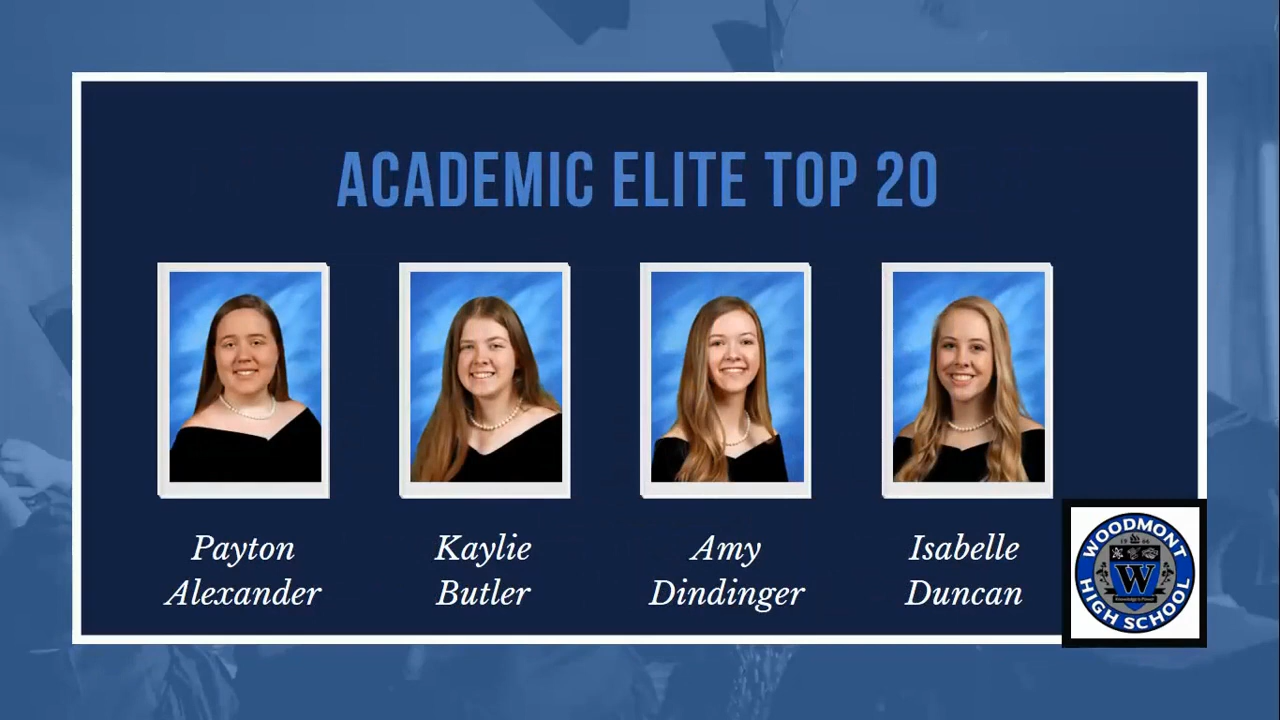 ACADEMIC ELITE TOP 20
Payton
Alexander
Kaylie
Butler
Amy
Dindinger
Isabelle
Duncan
WOODMONT
W
HIGH SCHOOL